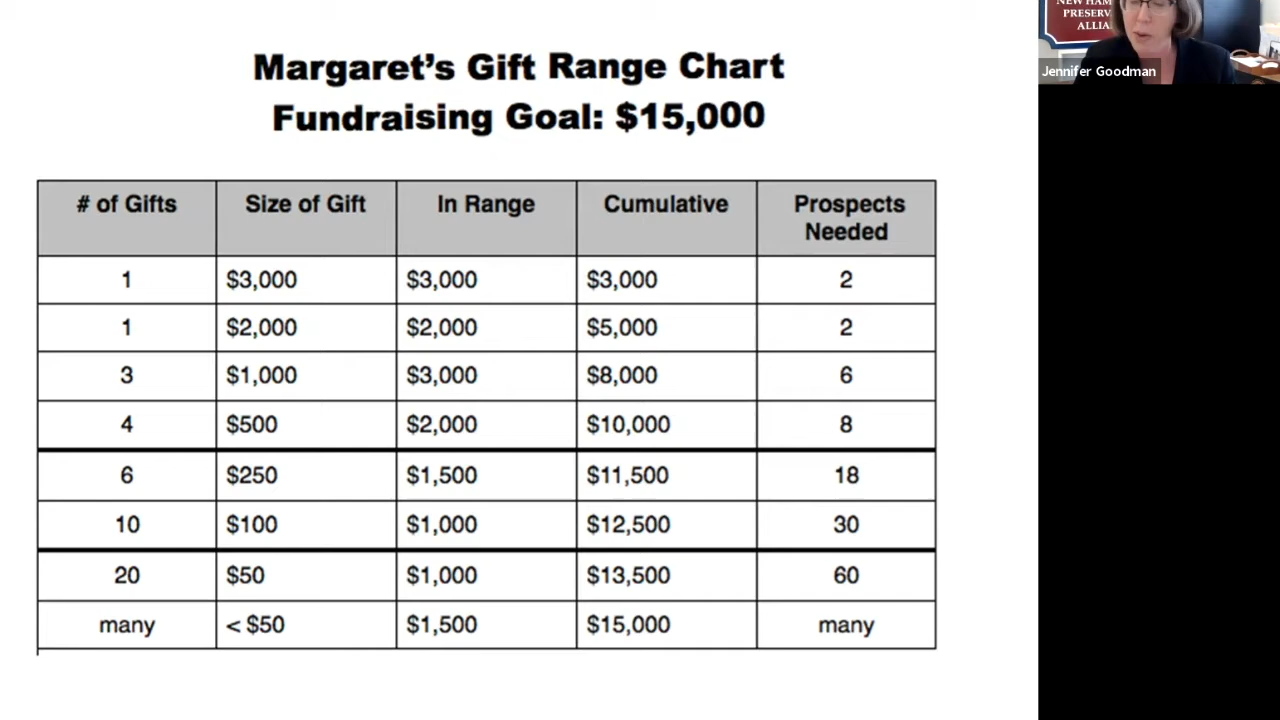 Margaret's Gift Range Chart
Fundraising Goal: $15,000
# of Gifts Size of Gift In Range Cumulative Prospects Needed
1 $3,000 $3,000 $3,000 2
1 $2,000 $2,000 $5,000 2
3 $1,000 $3,000 $8,000 6
4 $500 $2,000 $10,000 8
6 $250 $1,500 $11,500 18
10 $100 $1,000 $12,500 30
20 $50 $1,000 $13,500 60
many < $50 $1,500 $15,000 many
NEW HAM
PRESERV
ALLIA
Jennifer Goodman